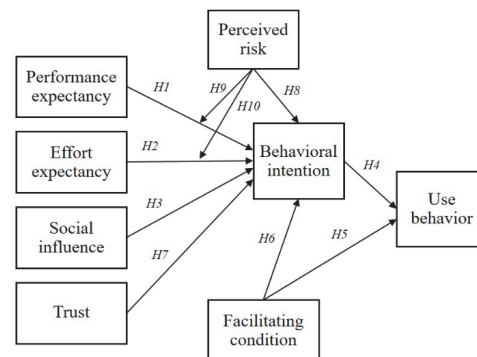 Perceived
risk
Performance
expectancy
H1
H9
H8
H10
Effort
expectancy
H2
Behavioral
intention
H4
Social
influence
H3
Use
behavior
H7
H6
H5
Trust
Facilitating
condition